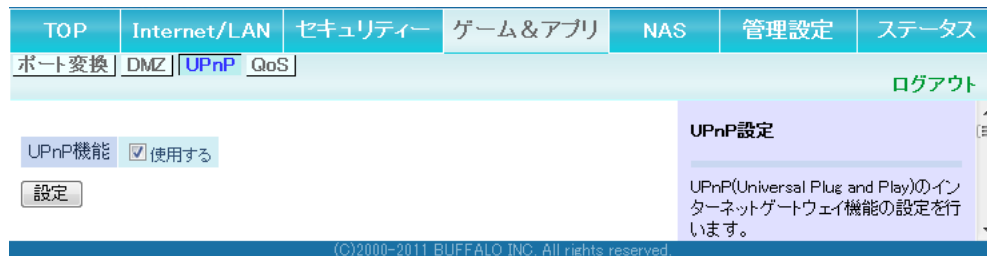 TOP Internet/LAN セキュリティー ゲーム&アプリ NAS 管理設定 ステータス
ポート変換 DMZ UPnP QoS
ログアウト
UPnP機能 使用する
設定
UPnP設定
UPnP(Universal Plug and Play)のイン
ターネットゲートウェイ機能の設定を行
います。
(C)2000-2011 BUFFALO INC. All rights reserved.